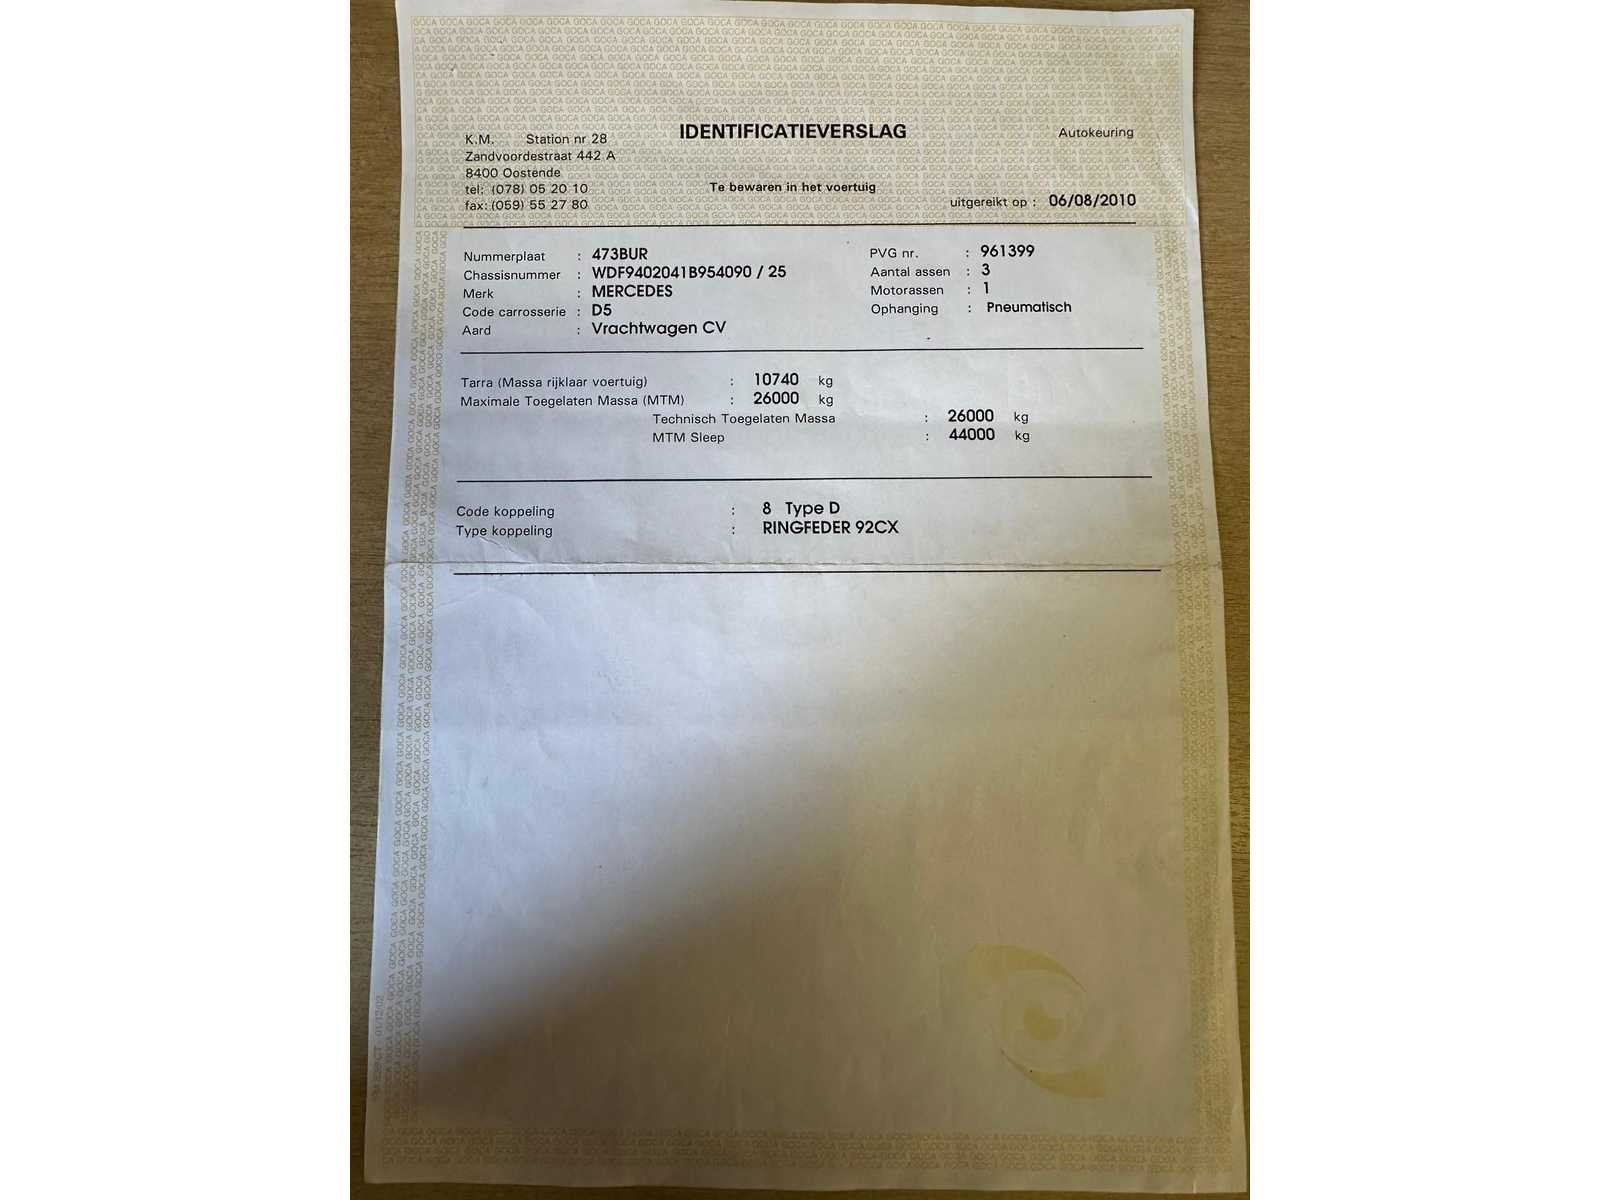 IDENTIFICATIEVERSLAG
Autokeuring
K.M. Station nr 28
Zandvoordestraat 442 A
8400 Oostende
tel: (078) 05 20 10
fax: (059) 55 27 80
Te bewaren in het voertuig
uitgereikt op : 06/08/2010
Nummerplaat : 473BUR
Chassisnummer : WDF9402041B954090 / 25
Merk : MERCEDES
Code carrosserie : D5
Aard : Vrachtwagen CV
PVG nr. : 961399
Aantal assen : 3
Motorassen : 1
Ophanging : Pneumatisch
Tarra (Massa rijklaar voertuig) : 10740 kg
Maximale Toegelaten Massa (MTM) : 26000 kg
Technisch Toegelaten Massa : 26000 kg
MTM Sleep : 44000 kg
Code koppeling : 8 Type D
Type koppeling : RINGFEDER 92CX